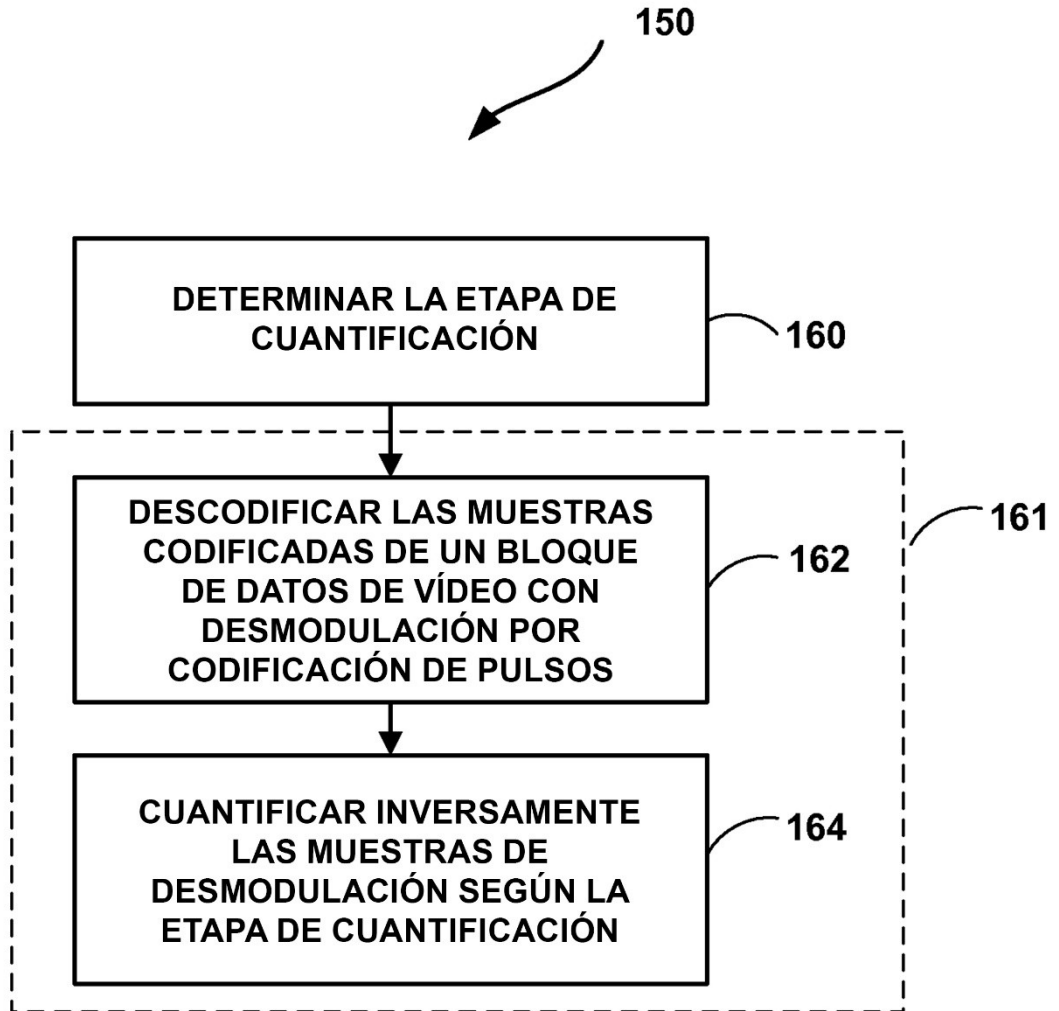 150
DETERMINAR LA ETAPA DE
CUANTIFICACIÓN
160
161
DESCODIFICAR LAS MUESTRAS
CODIFICADAS DE UN BLOQUE
DE DATOS DE VÍDEO CON
DESMODULACIÓN POR
CODIFICACIÓN DE PULSOS
162
CUANTIFICAR INVERSAMENTE
LAS MUESTRAS DE
DESMODULACIÓN SEGÚN LA
ETAPA DE CUANTIFICACIÓN
164